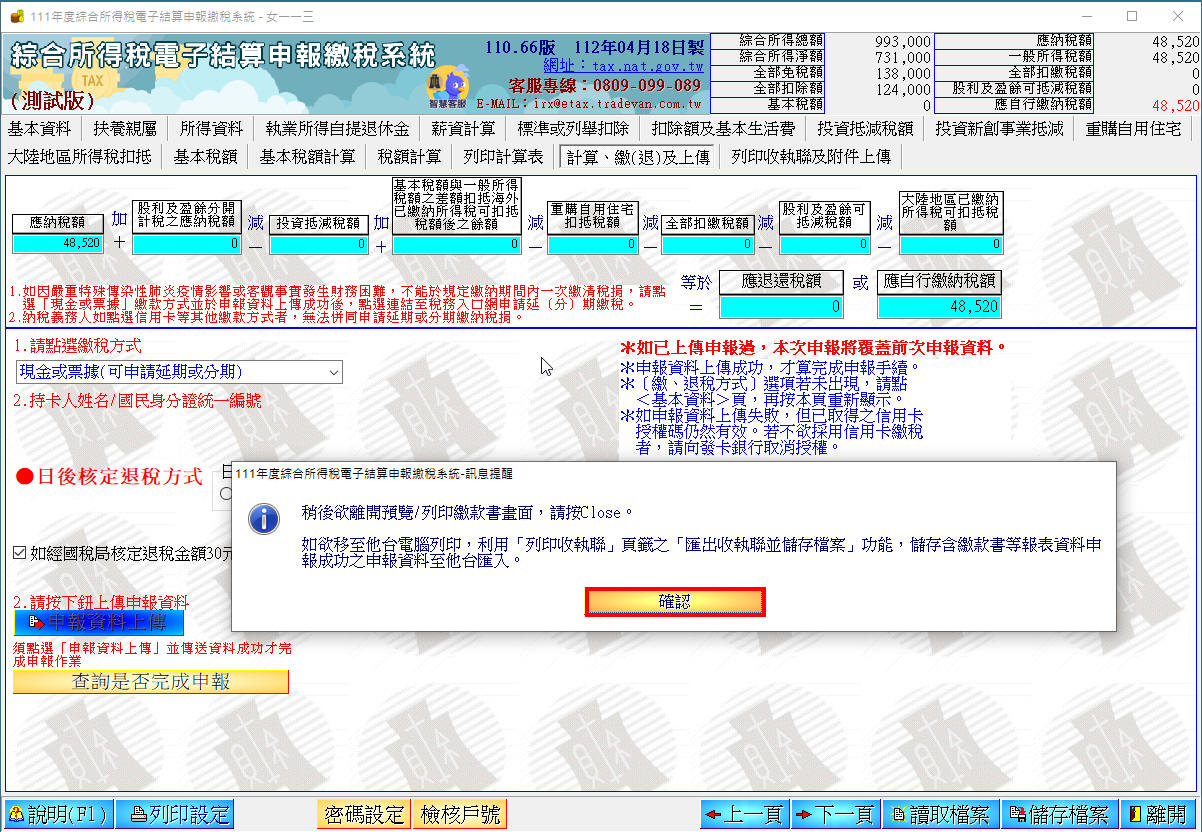 111年度綜合所得稅電子結算申報繳稅系統 - 女一一三
綜合所得稅電子結算申報繳稅系統
(測試版)
TAX
智慧客服
110.66版 112年04月18日製
網址：tax.nat.gov.tw
客服專線：0809-099-089
E-MAIL：irx@etax.tradevan.com.tw
綜合所得總額 993,000 應納稅額 48,520
綜合所得淨額 731,000 一般所得稅額 48,520
全部免稅額 138,000 全部扣繳稅額 0
全部扣除額 124,000 股利及盈餘可抵減稅額 0
基本稅額 0 應自行繳納稅額 48,520
基本資料 扶養親屬 所得資料 執業所得自提退休金 薪資計算 標準或列舉扣除 扣除額及基本生活費 投資抵減稅額 投資新創事業抵減 重購自用住宅
大陸地區所得稅扣抵 基本稅額 基本稅額計算 稅額計算 列印計算表 計算、繳(退)及上傳 列印收執聯及附件上傳
應納稅額
48,520
加
＋
股利及盈餘分開
計稅之應納稅額
0
減
－
投資抵減稅額
0
加
＋
基本稅額與一般所得
稅額之差額扣抵海外
已繳納所得稅可扣抵
稅額後之餘額
0
減
－
重購自用住宅
扣抵稅額
0
減
－
全部扣繳稅額
0
減
－
股利及盈餘可
抵減稅額
0
減
－
大陸地區已繳納
所得稅可扣抵稅
額
0
1.如因嚴重特殊傳染性肺炎疫情影響或客觀事實發生財務困難，不能於規定繳納期間內一次繳清稅捐，請點
選「現金或票據」繳款方式並於申報資料上傳成功後，點選連結至稅務入口網申請延（分）期繳稅。
2.納稅義務人如點選信用卡等其他繳款方式者，無法併同申請延期或分期繳納稅捐。
等於
＝
應退還稅額
0
或
應自行繳納稅額
48,520
1.請點選繳稅方式
現金或票據(可申請延期或分期)
2.持卡人姓名/國民身分證統一編號
＊如已上傳申報過，本次申報將覆蓋前次申報資料。
＊申報資料上傳成功，才算完成申報手續。
＊〔繳、退稅方式〕選項若未出現，請點
＜基本資料＞頁，再按本頁重新顯示。
＊如申報資料上傳失敗，但已取得之信用卡
授權碼仍然有效。若不欲採用信用卡繳稅
者，請向發卡銀行取消授權。
●日後核定退稅方式
日
如經國稅局核定退稅金額30元
111年度綜合所得稅電子結算申報繳稅系統-訊息提醒
稍後欲離開預覽/列印繳款書畫面，請按Close。
如欲移至他台電腦列印，利用「列印收執聯」頁籤之「匯出收執聯並儲存檔案」功能，儲存含繳款書等報表資料申
報成功之申報資料至他台匯入。
確認
2.請按下鈕上傳申報資料
申報資料上傳
須點選「申報資料上傳」並傳送資料成功才完
成申報作業
查詢是否完成申報
說明(F1) 列印設定 密碼設定 檢核戶號 上一頁 下一頁 讀取檔案 儲存檔案 離開